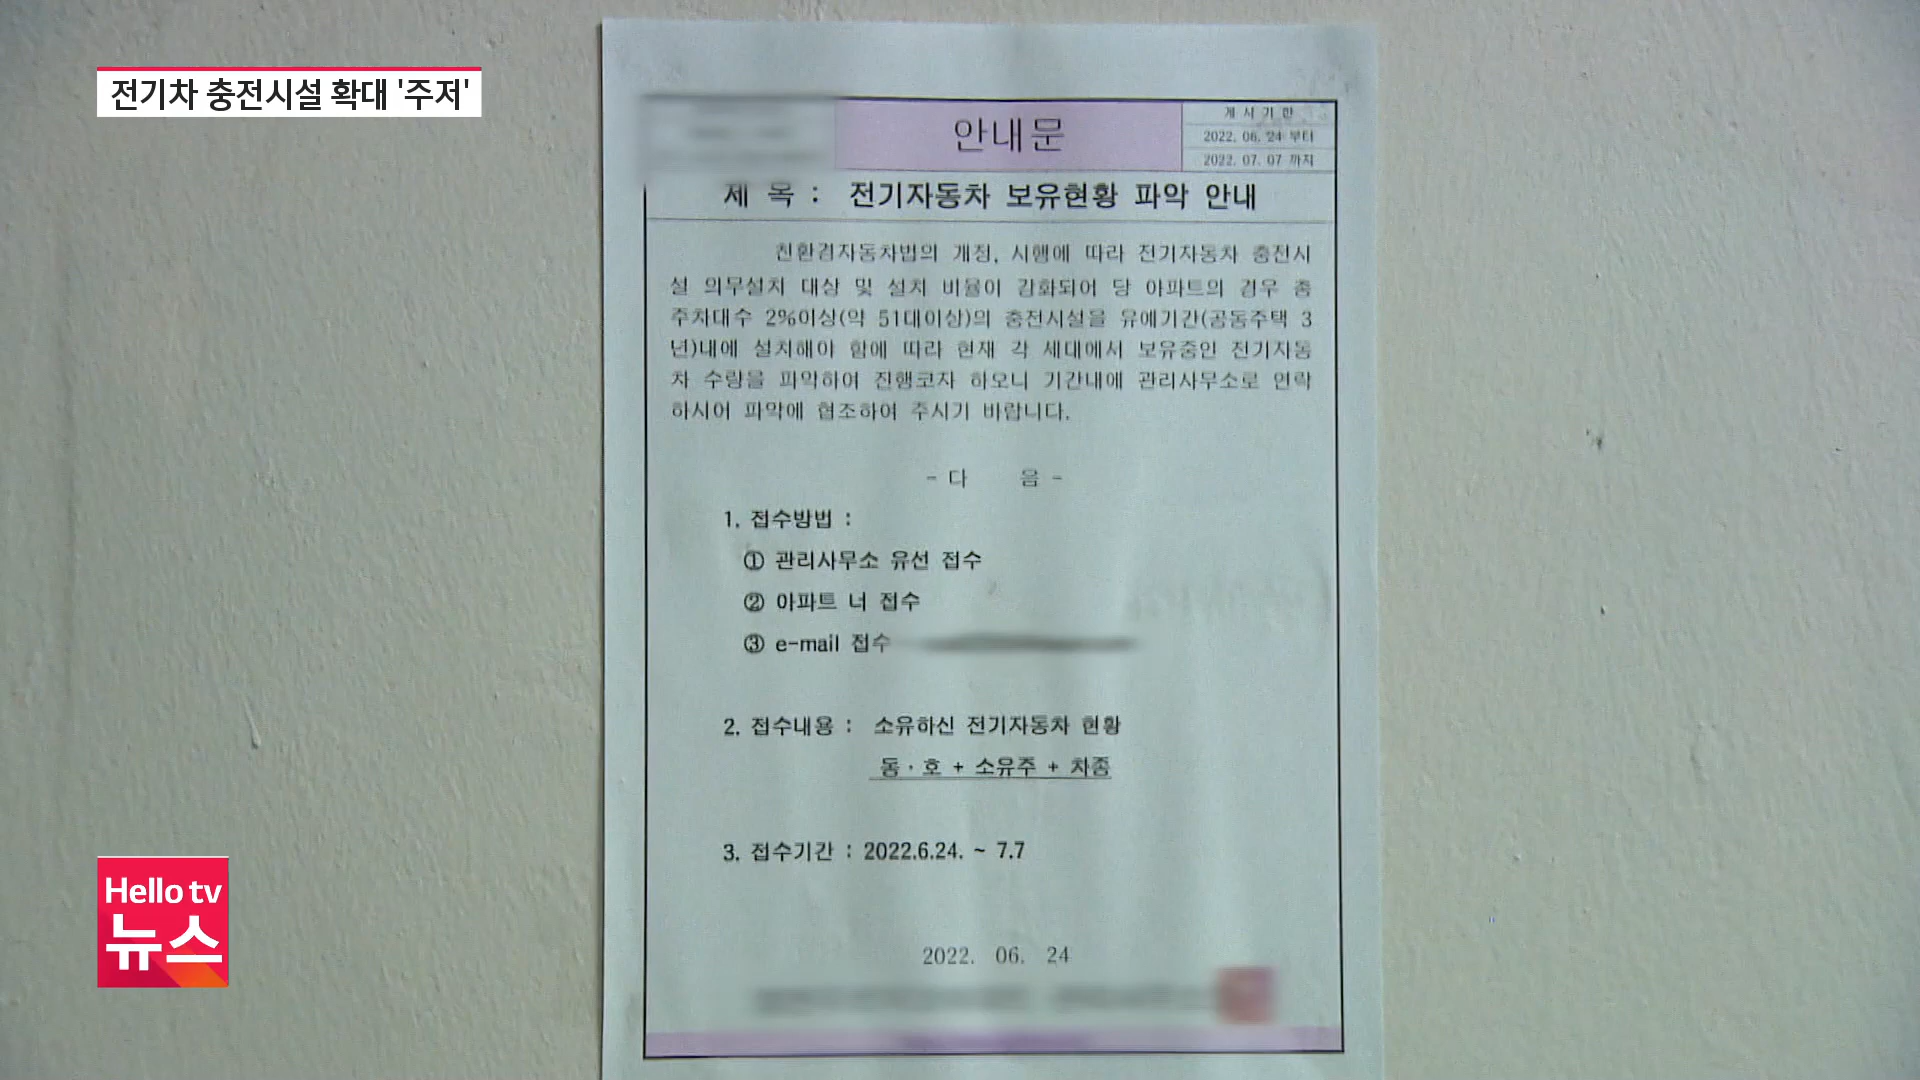 전기차 충전시설 확대 '주저'
안내문
게 시 기 한
2022. 06. 24 부터
2022. 07. 07 까지
제 목 : 전기자동차 보유현황 파악 안내
친환경자동차법의 개정, 시행에 따라 전기자동차 충전시
설 의무설치 대상 및 설치 비율이 강화되어 당 아파트의 경우 총
주차대수 2%이상(약 51대이상)의 충전시설을 유예기간(공동주택 3
년)내에 설치해야 함에 따라 현재 각 세대에서 보유중인 전기자동
차 수량을 파악하여 진행코자 하오니 기간내에 관리사무소로 연락
하시어 파악에 협조하여 주시기 바랍니다.
- 다 음 -
1. 접수방법 :
① 관리사무소 유선 접수
② 아파트 너 접수
③ e-mail 접수
2. 접수내용 : 소유하신 전기자동차 현황
동 · 호 + 소유주 + 차종
3. 접수기간 : 2022.6.24. ~ 7.7
2022. 06. 24
Hello tv
뉴스